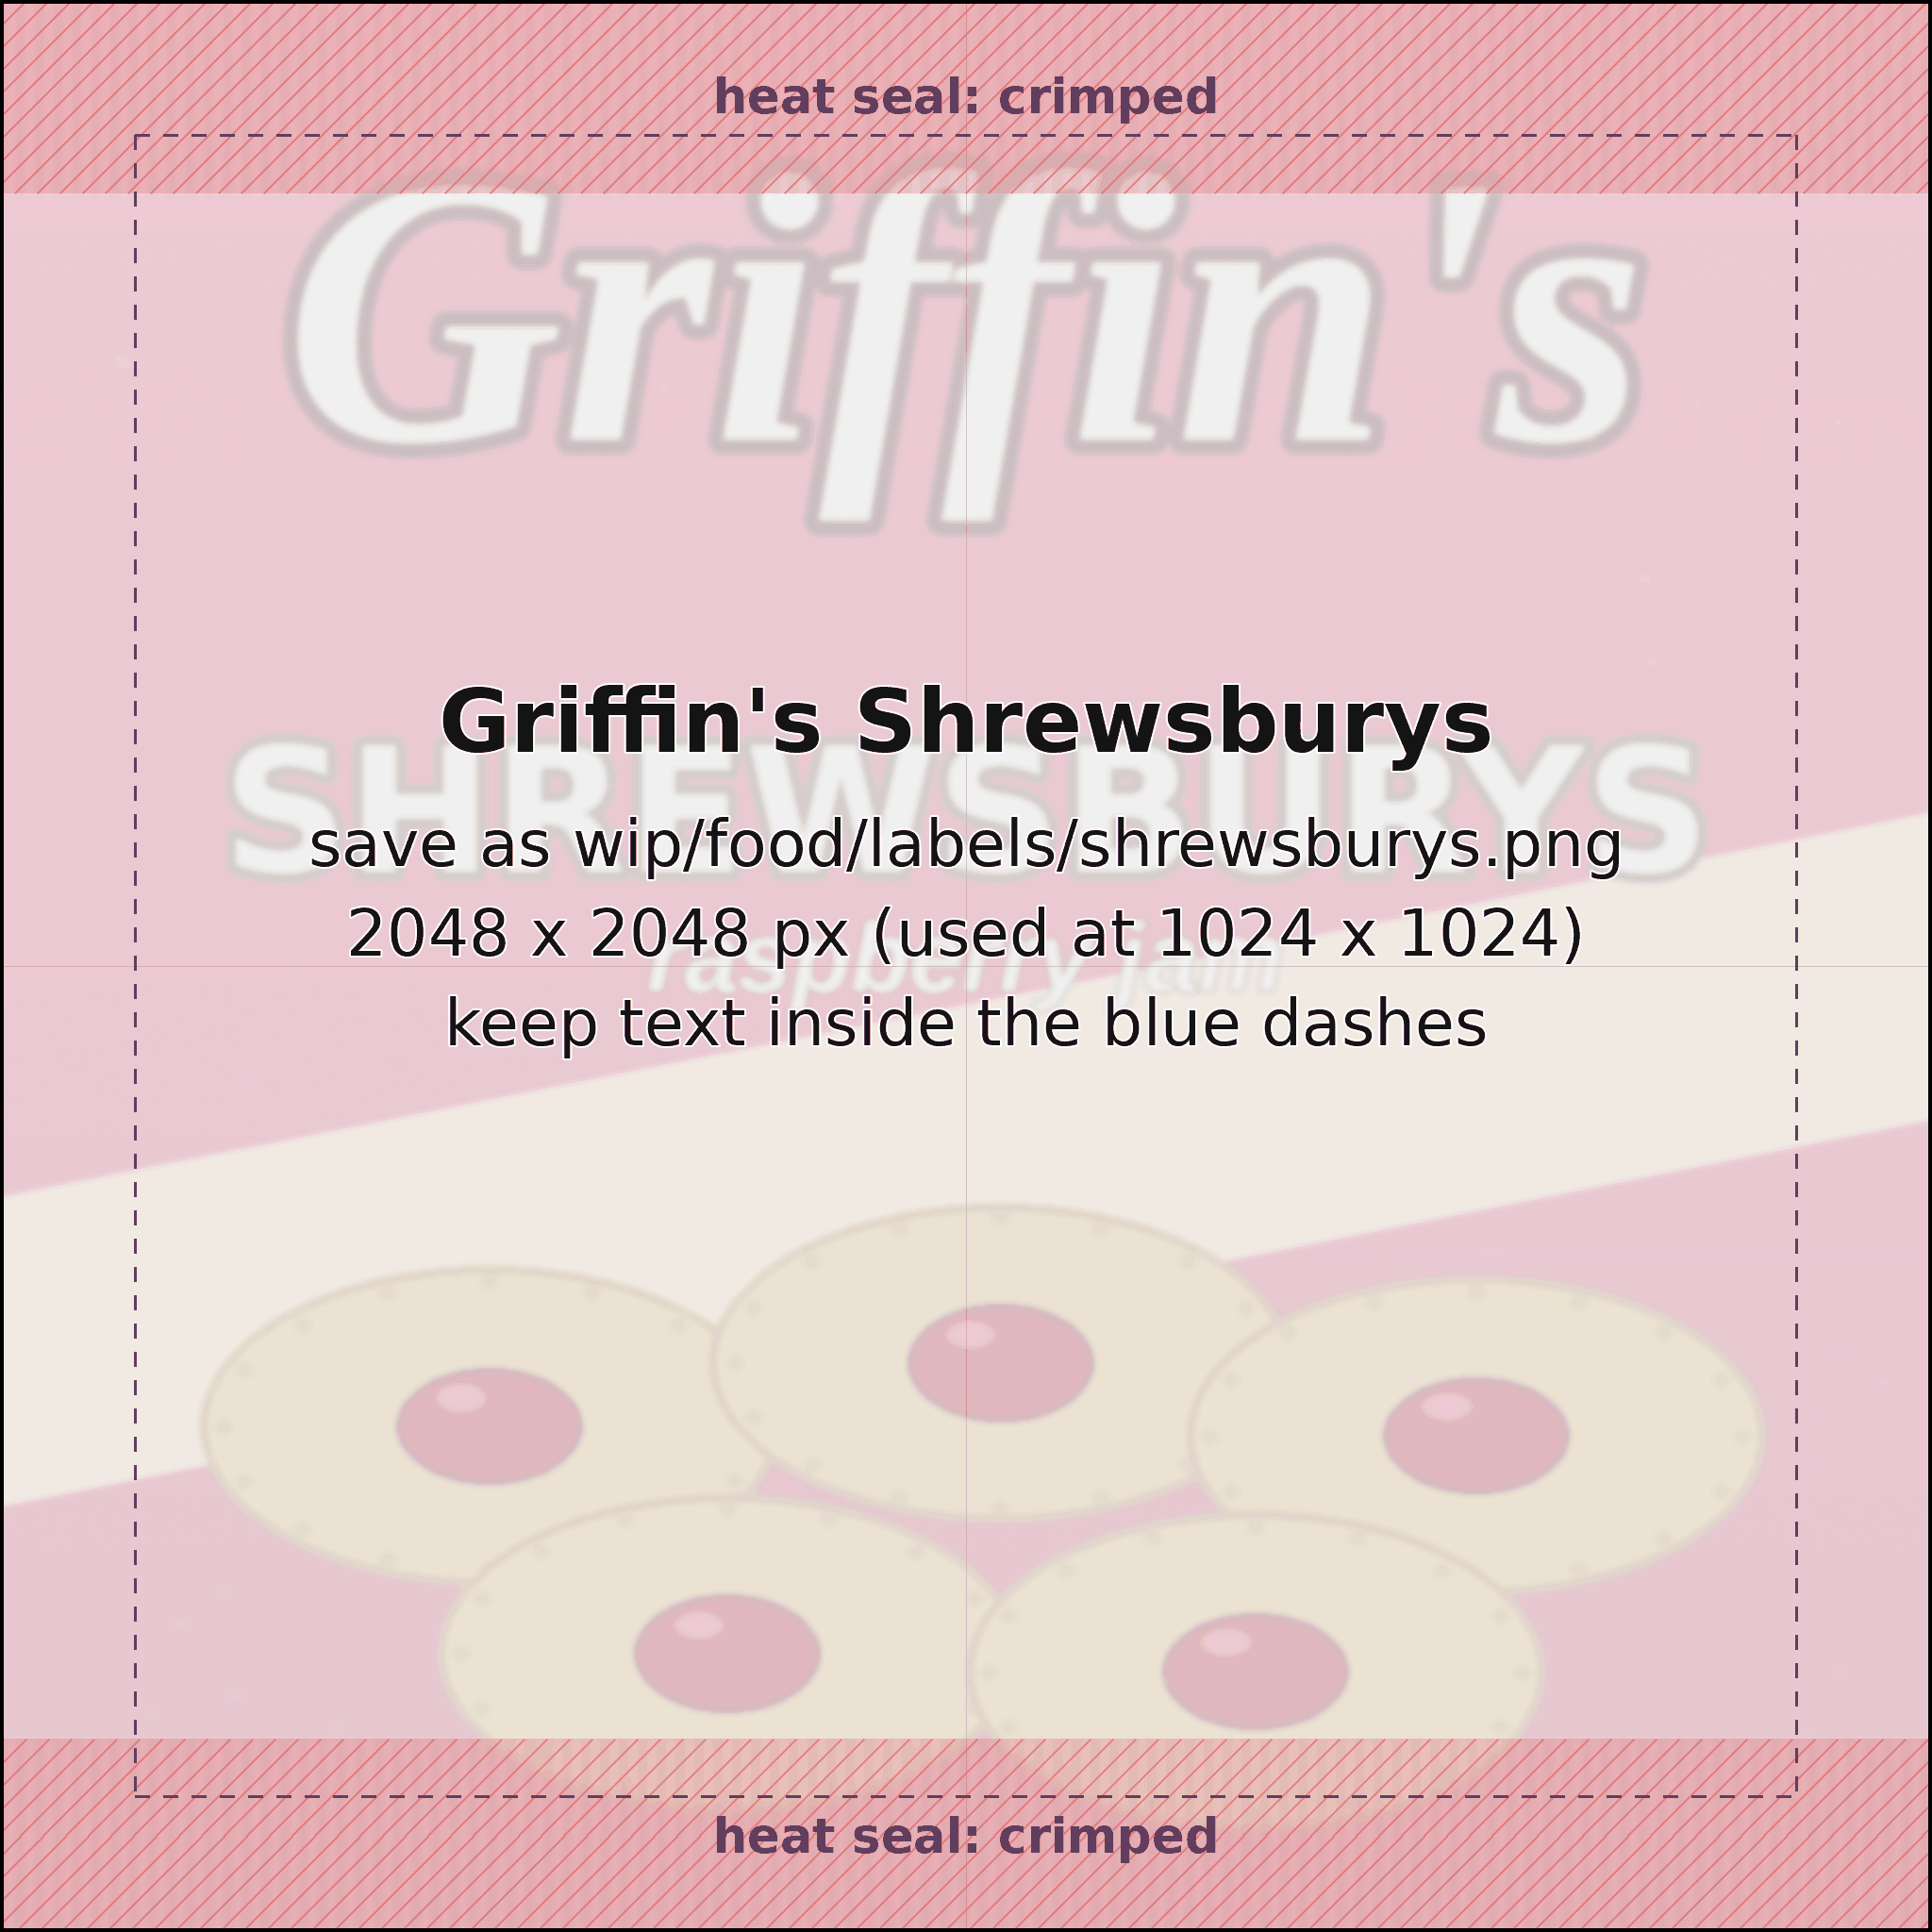 heat seal: crimped
Griffin's
Griffin's Shrewsburys
SHREWSBURYS
save as wip/food/labels/shrewsburys.png
2048 x 2048 px (used at 1024 x 1024)
raspberry jam
keep text inside the blue dashes
heat seal: crimped